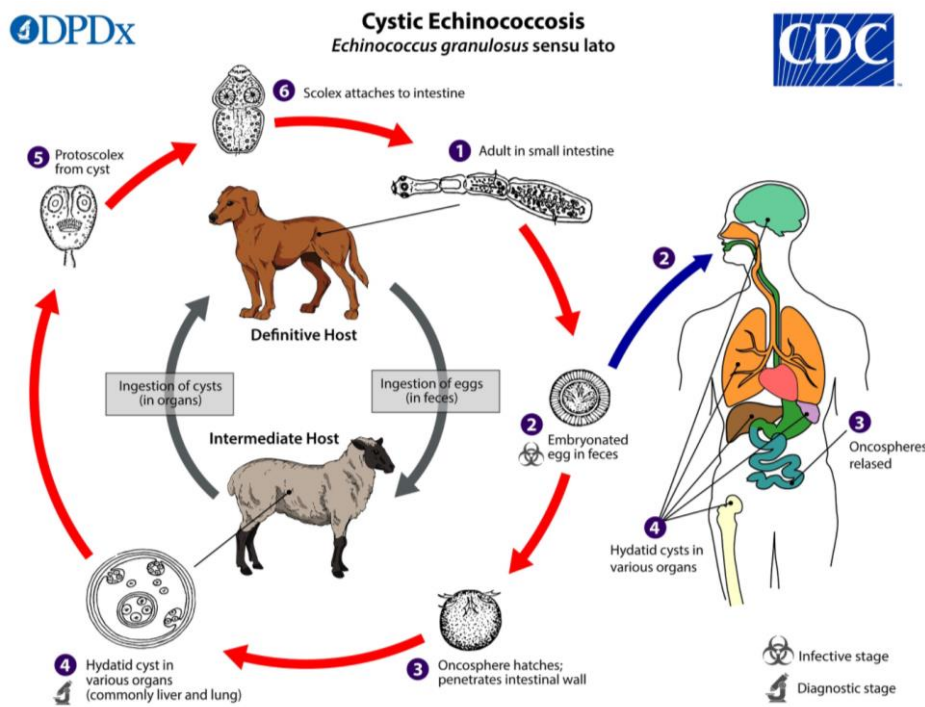 DPDx
Cystic Echinococcosis
Echinococcus granulosus sensu lato
CDC
TM
6 Scolex attaches to intestine
5 Protoscolex
from cyst
1 Adult in small intestine
2
Definitive Host
Ingestion of cysts
(in organs)
Ingestion of eggs
(in feces)
Intermediate Host
2 Embryonated
egg in feces
3
Oncospheres
relased
4
Hydatid cysts in
various organs
4 Hydatid cyst in
various organs
(commonly liver and lung)
3 Oncosphere hatches;
penetrates intestinal wall
Infective stage
Diagnostic stage